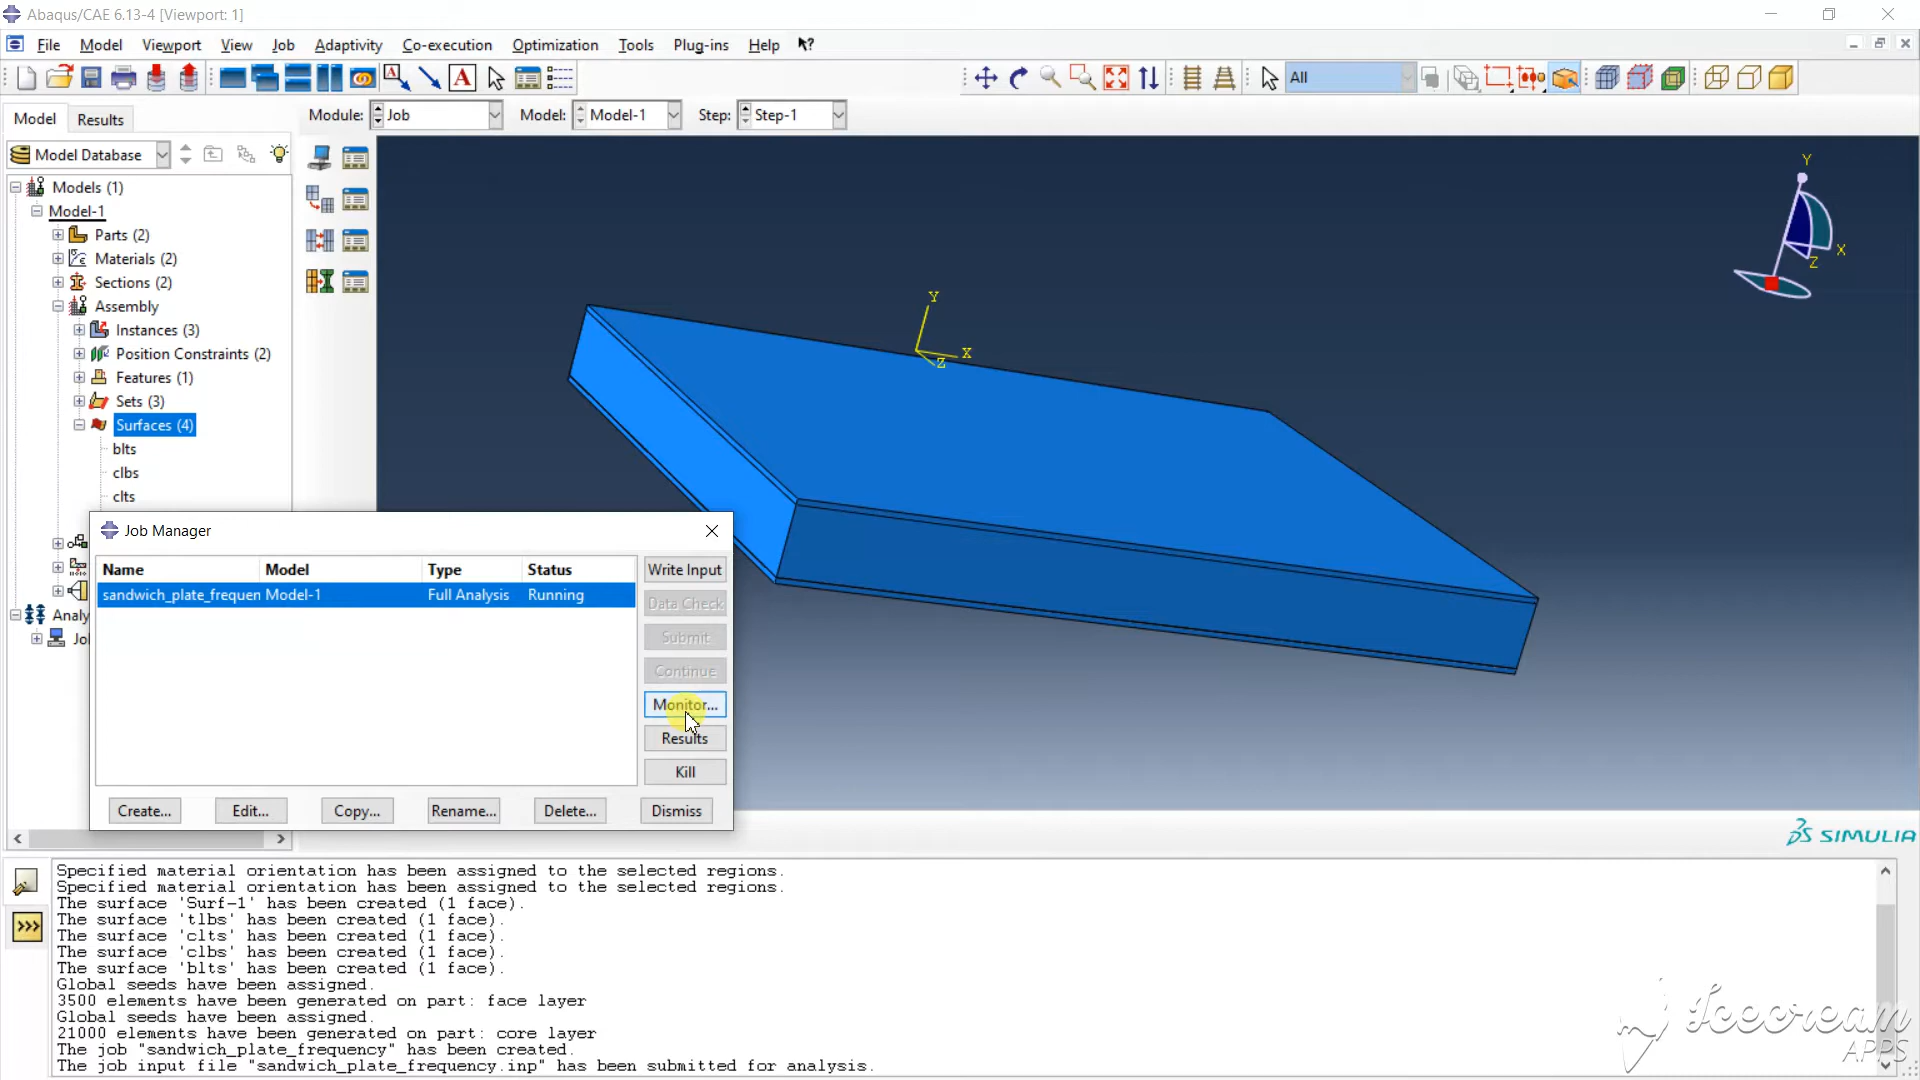 Abaqus/CAE 6.13-4 [Viewport: 1]
File Model Viewport View Job Adaptivity Co-execution Optimization Tools Plug-ins Help
All
Model Results
Module: Job Model: Model-1 Step: Step-1
Model Database
Models (1)
Model-1
Parts (2)
Materials (2)
Sections (2)
Assembly
Instances (3)
Position Constraints (2)
Features (1)
Sets (3)
Surfaces (4)
blts
clbs
clts
Analy
Jol
Y
X
Z
Y
X
Z
Job Manager
Name Model Type Status
sandwich_plate_frequen Model-1 Full Analysis Running
Write Input
Data Check
Submit
Continue
Monitor...
Results
Kill
Create... Edit... Copy... Rename... Delete... Dismiss
SIMULIA
Specified material orientation has been assigned to the selected regions.
Specified material orientation has been assigned to the selected regions.
The surface 'Surf-1' has been created (1 face).
The surface 'tlbs' has been created (1 face).
The surface 'clts' has been created (1 face).
The surface 'clbs' has been created (1 face).
The surface 'blts' has been created (1 face).
Global seeds have been assigned.
3500 elements have been generated on part: face layer
Global seeds have been assigned.
21000 elements have been generated on part: core layer
The job "sandwich_plate_frequency" has been created.
The job input file "sandwich_plate_frequency.inp" has been submitted for analysis.
Icecream
APPS